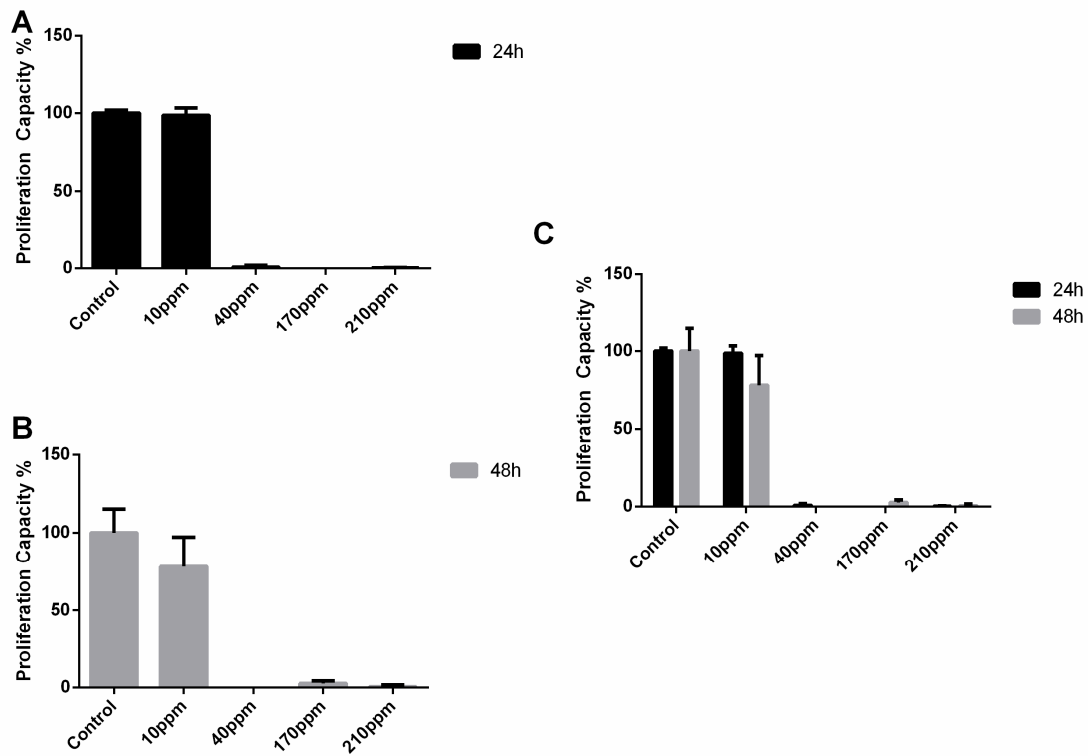 A
Proliferation Capacity %
150
100
50
0
Control
10ppm
40ppm
170ppm
210ppm
24h
B
Proliferation Capacity %
150
100
50
0
Control
10ppm
40ppm
170ppm
210ppm
48h
C
Proliferation Capacity %
150
100
50
0
Control
10ppm
40ppm
170ppm
210ppm
24h
48h